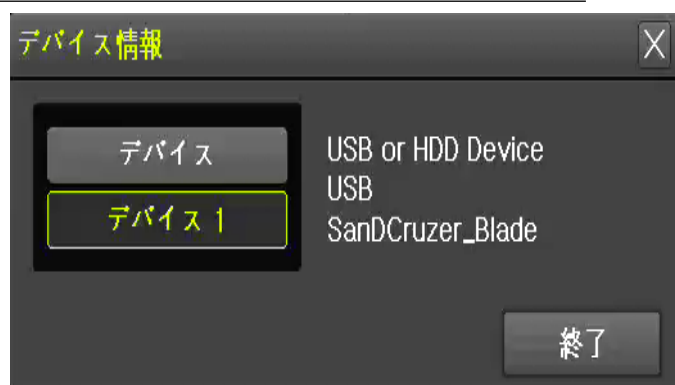 デバイス情報
X
デバイス
デバイス 1
USB or HDD Device
USB
SanDCruzer_Blade
終了